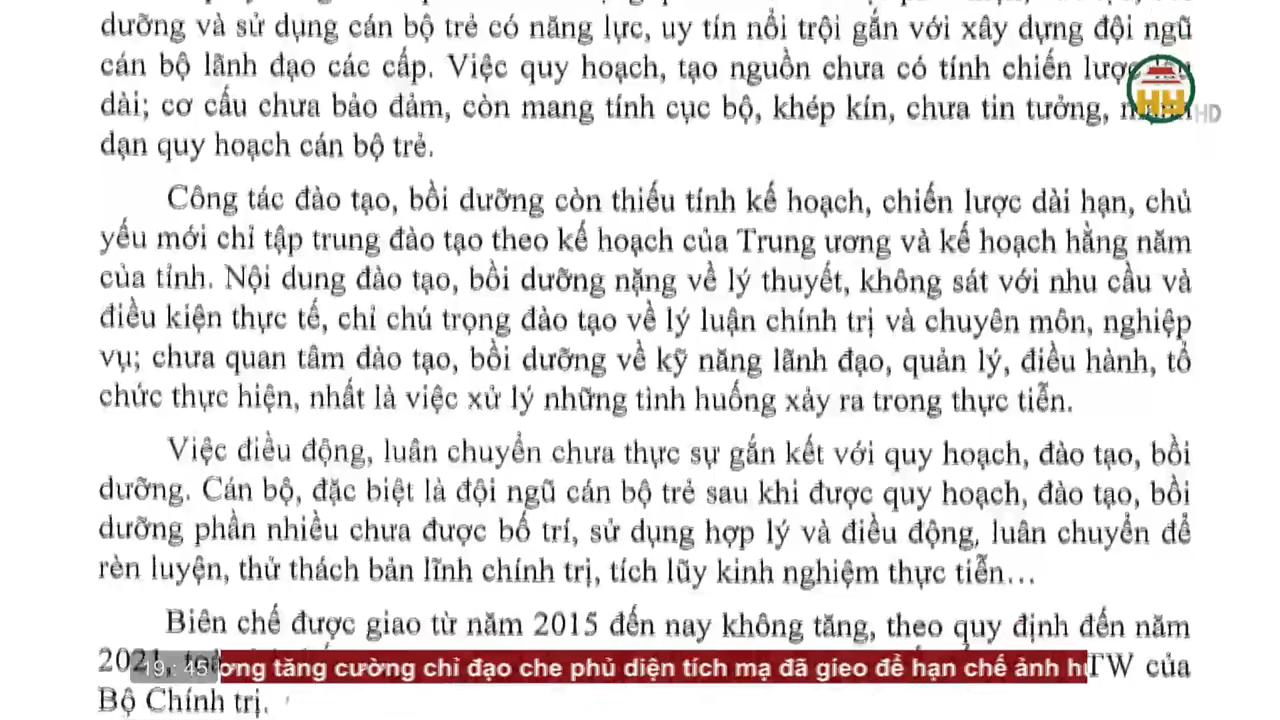 dưỡng và sử dụng cán bộ trẻ có năng lực, uy tín nổi trội gắn với xây dựng đội ngũ
cán bộ lãnh đạo các cấp. Việc quy hoạch, tạo nguồn chưa có tính chiến lược
dài; cơ cấu chưa bảo đảm, còn mang tính cục bộ, khép kín, chưa tin tưởng,
dạn quy hoạch cán bộ trẻ.
HY HD
Công tác đào tạo, bồi dưỡng còn thiếu tính kế hoạch, chiến lược dài hạn, chủ
yếu mới chỉ tập trung đào tạo theo kế hoạch của Trung ương và kế hoạch hằng năm
của tỉnh. Nội dung đào tạo, bồi dưỡng nặng về lý thuyết, không sát với nhu cầu và
điều kiện thực tế, chỉ chú trọng đào tạo về lý luận chính trị và chuyên môn, nghiệp
vụ; chưa quan tâm đào tạo, bồi dưỡng về kỹ năng lãnh đạo, quản lý, điều hành, tổ
chức thực hiện, nhất là việc xử lý những tình huống xảy ra trong thực tiễn.
Việc điều động, luân chuyển chưa thực sự gắn kết với quy hoạch, đào tạo, bồi
dưỡng. Cán bộ, đặc biệt là đội ngũ cán bộ trẻ sau khi được quy hoạch, đào tạo, bồi
dưỡng phần nhiều chưa được bố trí, sử dụng hợp lý và điều động, luân chuyển để
rèn luyện, thử thách bản lĩnh chính trị, tích lũy kinh nghiệm thực tiễn…
Biên chế được giao từ năm 2015 đến nay không tăng, theo quy định đến năm
2021, TW của
19 : 45 ơng tăng cường chỉ đạo che phủ diện tích mạ đã gieo để hạn chế ảnh
Bộ Chính trị.